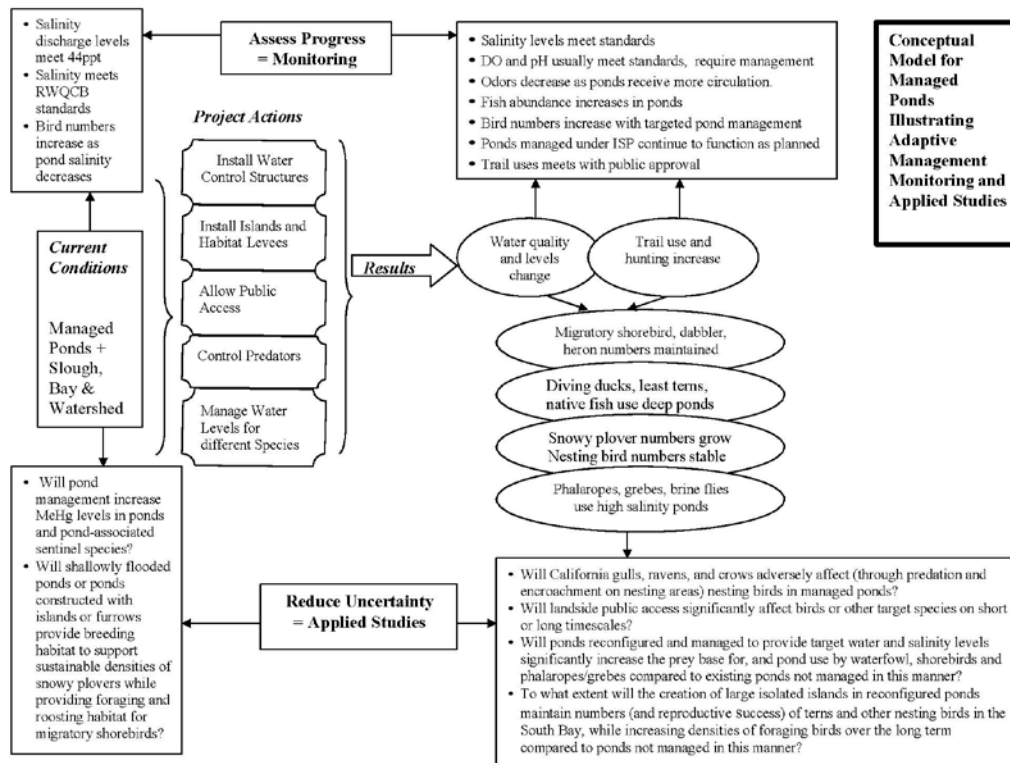 • Salinity
discharge levels
meet 44ppt
• Salinity meets
RWQCB
standards
• Bird numbers
increase as
pond salinity
decreases
Assess Progress
= Monitoring
• Salinity levels meet standards
• DO and pH usually meet standards, require management
• Odors decrease as ponds receive more circulation.
• Fish abundance increases in ponds
• Bird numbers increase with targeted pond management
• Ponds managed under ISP continue to function as planned
• Trail uses meets with public approval
Conceptual
Model for
Managed
Ponds
Illustrating
Adaptive
Management
Monitoring and
Applied Studies
Current
Conditions
Managed
Ponds +
Slough,
Bay &
Watershed
Project Actions
Install Water
Control Structures
Install Islands and
Habitat Levees
Allow Public
Access
Control Predators
Manage Water
Levels for
different Species
Results
Water quality
and levels
change
Trail use and
hunting increase
Migratory shorebird, dabbler,
heron numbers maintained
Diving ducks, least terns,
native fish use deep ponds
Snowy plover numbers grow
Nesting bird numbers stable
Phalaropes, grebes, brine flies
use high salinity ponds
• Will pond
management increase
MeHg levels in ponds
and pond-associated
sentinel species?
• Will shallowly flooded
ponds or ponds
constructed with
islands or furrows
provide breeding
habitat to support
sustainable densities of
snowy plovers while
providing foraging and
roosting habitat for
migratory shorebirds?
Reduce Uncertainty
= Applied Studies
• Will California gulls, ravens, and crows adversely affect (through predation and
encroachment on nesting areas) nesting birds in managed ponds?
• Will landside public access significantly affect birds or other target species on short
or long timescales?
• Will ponds reconfigured and managed to provide target water and salinity levels
significantly increase the prey base for, and pond use by waterfowl, shorebirds and
phalaropes/grebes compared to existing ponds not managed in this manner?
• To what extent will the creation of large isolated islands in reconfigured ponds
maintain numbers (and reproductive success) of terns and other nesting birds in the
South Bay, while increasing densities of foraging birds over the long term
compared to ponds not managed in this manner?